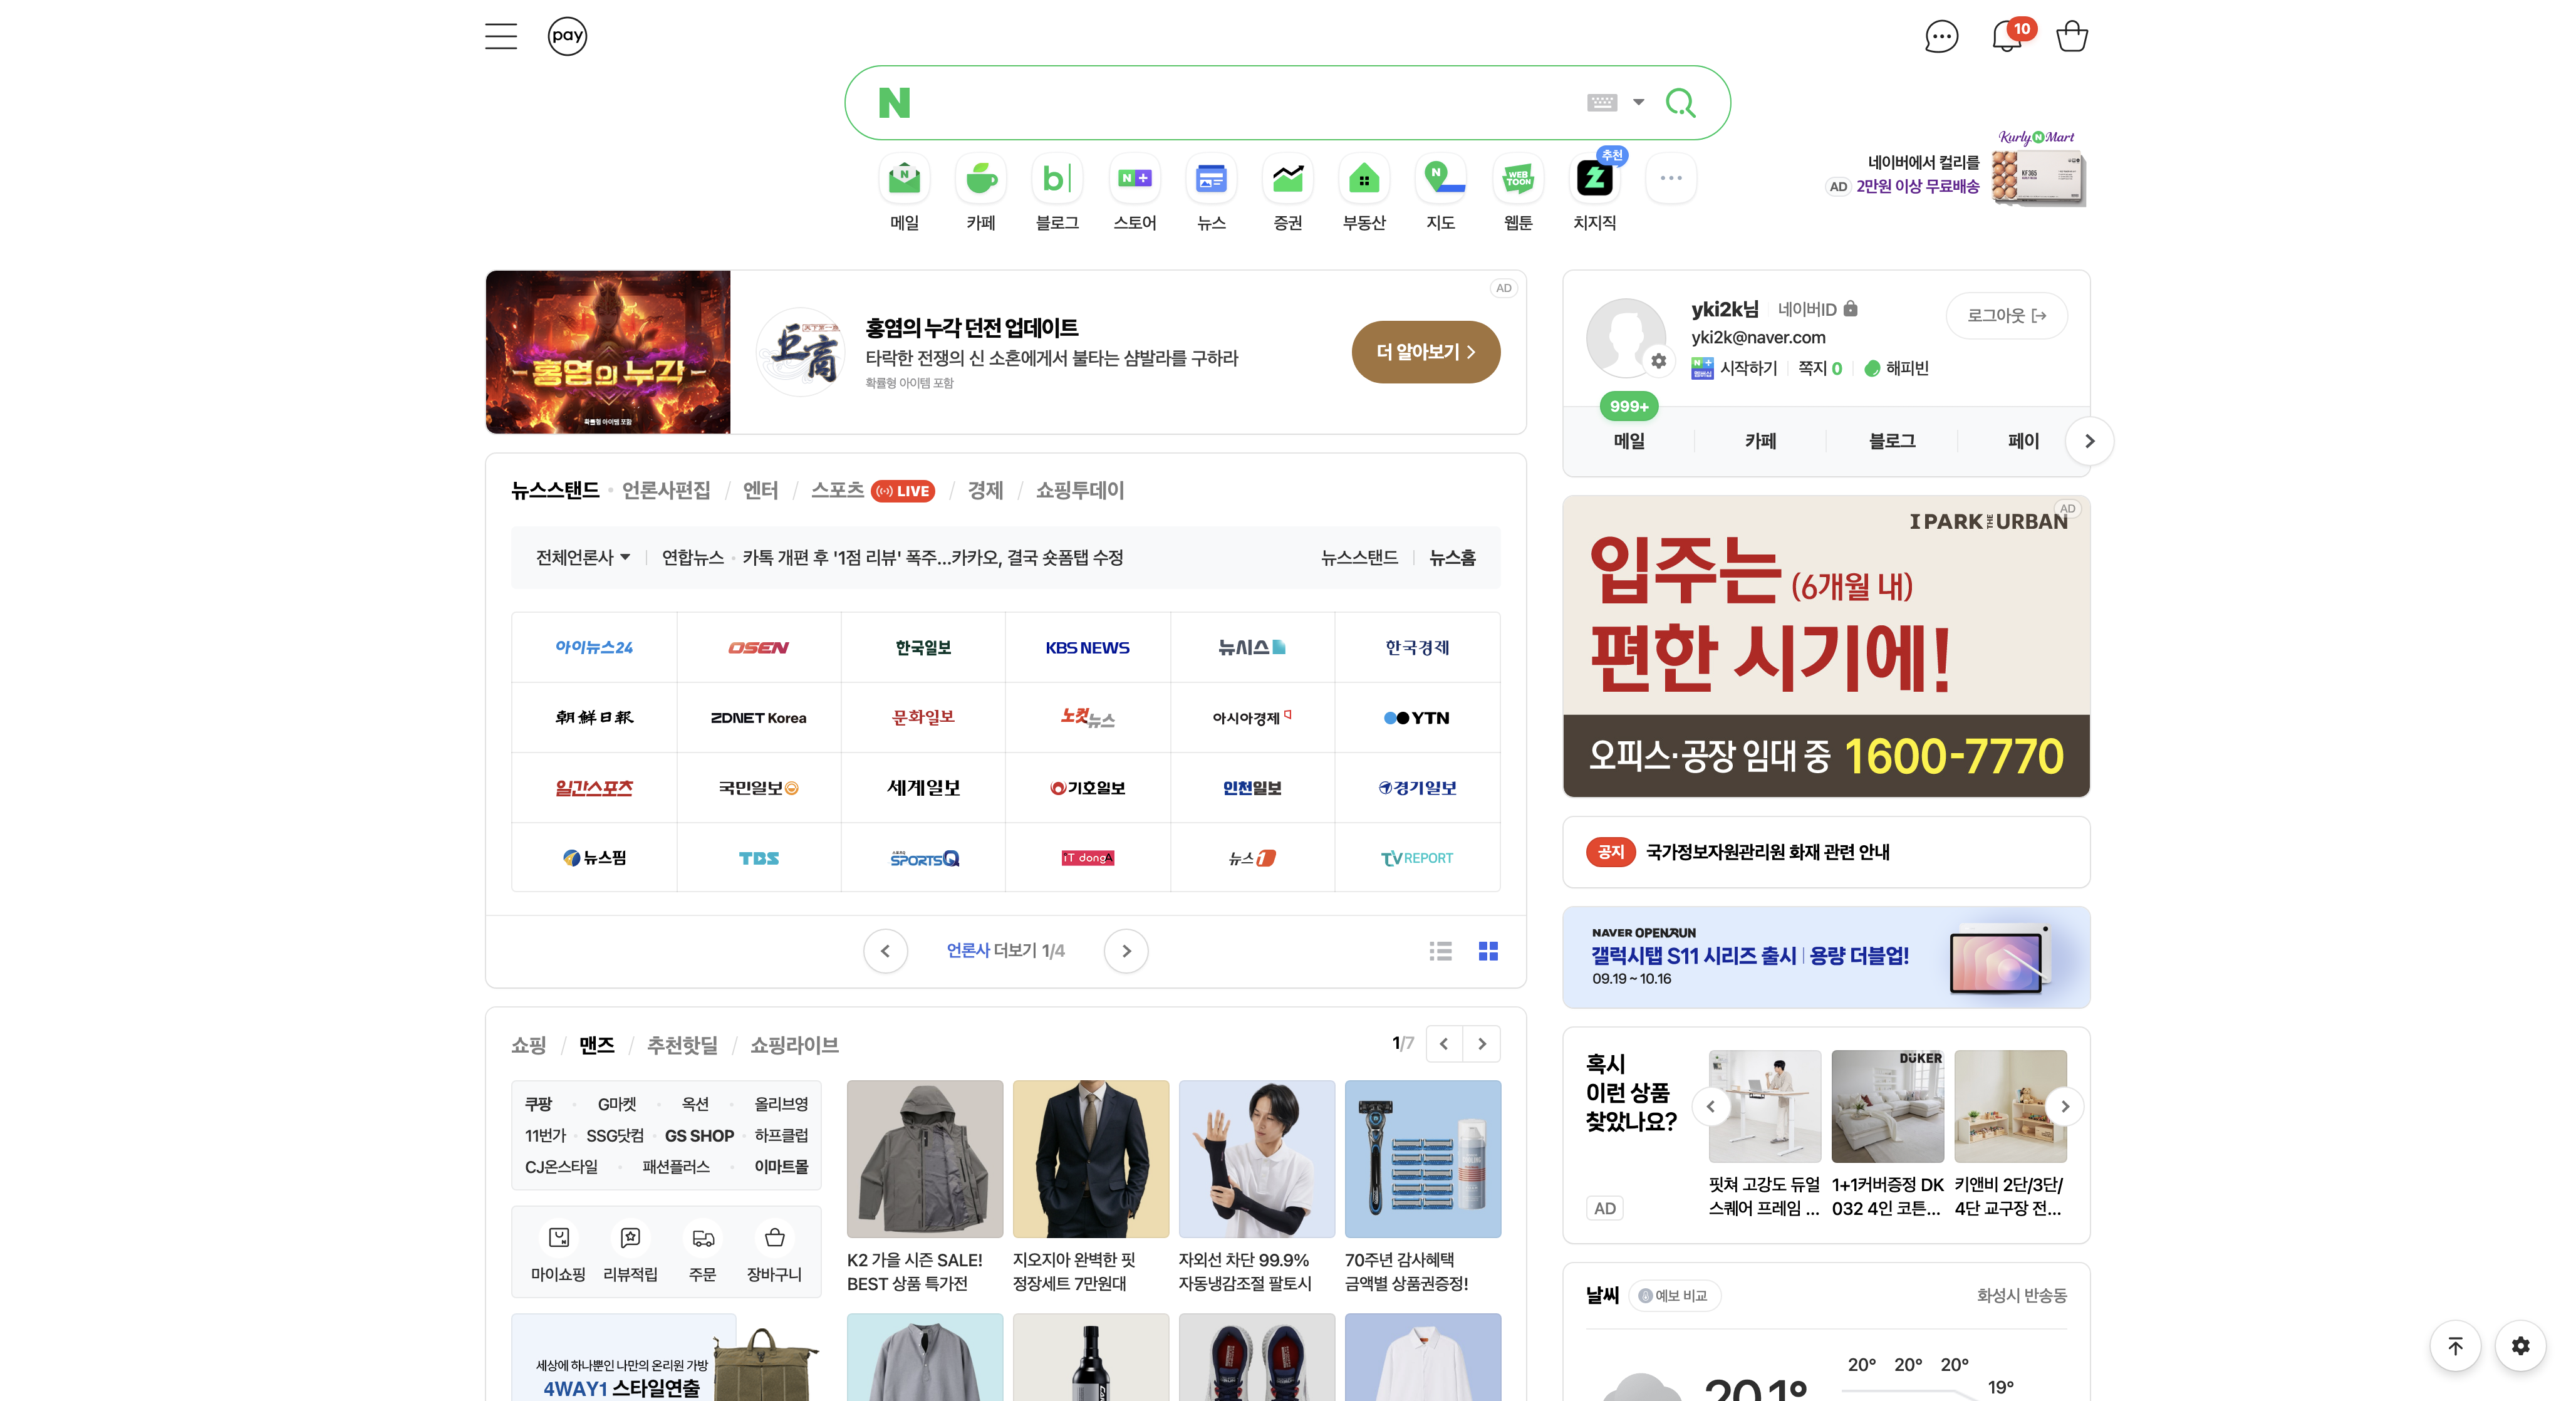 pay
10
N
Kurly N Mart
네이버에서 컬리를
AD 2만원 이상 무료배송
KF365
추천
메일 카페 블로그 스토어 뉴스 증권 부동산 지도 웹툰 치지직
홍염의 누각
확률형 아이템 포함
巨商
홍염의 누각 던전 업데이트
타락한 전쟁의 신 소혼에게서 불타는 샴발라를 구하라
확률형 아이템 포함
더 알아보기
AD
yki2k님 네이버ID
로그아웃
yki2k@naver.com
시작하기 쪽지 0 해피빈
999+
메일 카페 블로그 페이
뉴스스탠드 언론사편집 / 엔터 / 스포츠 LIVE / 경제 / 쇼핑투데이
전체언론사 연합뉴스 카톡 개편 후 '1점 리뷰' 폭주…카카오, 결국 숏폼탭 수정 뉴스스탠드 뉴스홈
아이뉴스24 OSEN 한국일보 KBS NEWS 뉴시스 한국경제
朝鮮日報 ZDNET Korea 문화일보 노컷뉴스 아시아경제 YTN
일간스포츠 국민일보 세계일보 기호일보 인천일보 경기일보
뉴스핌 TBS SPORTSQ iT dongA 뉴스1 TVREPORT
언론사 더보기 1/4
AD
I PARK THE URBAN
입주는 (6개월 내)
편한 시기에!
오피스·공장 임대 중 1600-7770
공지 국가정보자원관리원 화재 관련 안내
NAVER OPENRUN
갤럭시탭 S11 시리즈 출시 | 용량 더블업!
09.19 ~ 10.16
쇼핑 / 맨즈 / 추천핫딜 / 쇼핑라이브
1/7
쿠팡 G마켓 옥션 올리브영
11번가 SSG닷컴 GS SHOP 하프클럽
CJ온스타일 패션플러스 이마트몰
마이쇼핑 리뷰적립 주문 장바구니
세상에 하나뿐인 나만의 온리원 가방
4WAY1 스타일연출
K2 가을 시즌 SALE!
BEST 상품 특가전
지오지아 완벽한 핏
정장세트 7만원대
자외선 차단 99.9%
자동냉감조절 팔토시
70주년 감사혜택
금액별 상품권증정!
혹시
이런 상품
찾았나요?
AD
DÜKER
핏쳐 고강도 듀얼
스퀘어 프레임 ...
1+1커버증정 DK
032 4인 코튼...
키앤비 2단/3단/
4단 교구장 전...
날씨 예보 비교 화성시 반송동
20° 20° 20°
19°
20.1°